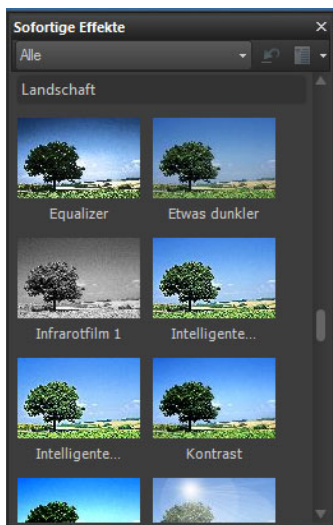 Sofortige Effekte
Alle
Landschaft
Equalizer
Etwas dunkler
Infrarotfilm 1
Intelligente...
Intelligente...
Kontrast